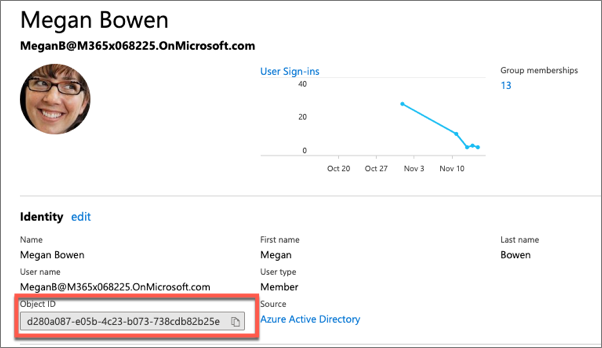 Megan Bowen
MeganB@M365x068225.OnMicrosoft.com
User Sign-ins
40
20
0
Oct 20 Oct 27 Nov 3 Nov 10
Group memberships
13
Identity edit
Name First name Last name
Megan Bowen Megan Bowen
User name User type
MeganB@M365x068225.OnMicrosoft.com Member
Object ID Source
d280a087-e05b-4c23-b073-738cdb82b25e Azure Active Directory